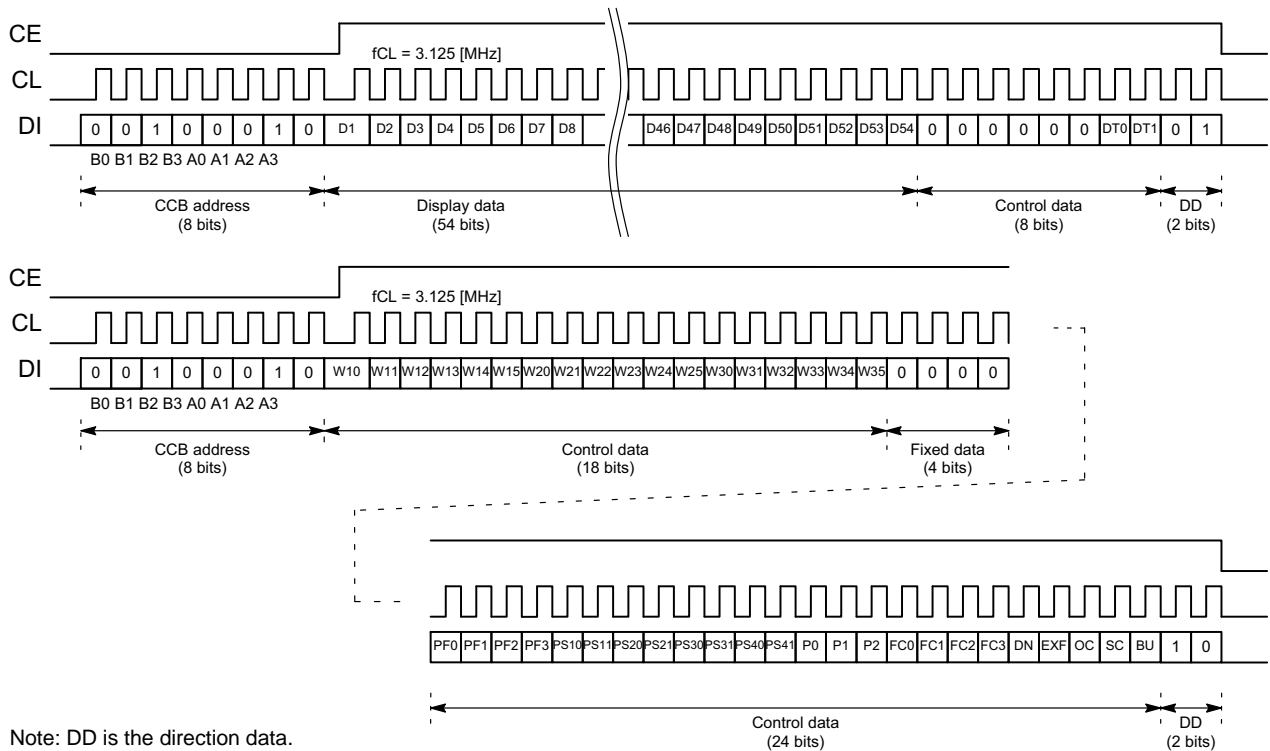 CE
fCL = 3.125 [MHz]
CL
DI 0 0 1 0 0 0 1 0 D1 D2 D3 D4 D5 D6 D7 D8 D46 D47 D48 D49 D50 D51 D52 D53 D54 0 0 0 0 0 0 DT0 DT1 0 1
B0 B1 B2 B3 A0 A1 A2 A3
CCB address Display data Control data DD
(8 bits) (54 bits) (8 bits) (2 bits)
CE
fCL = 3.125 [MHz]
CL
DI 0 0 1 0 0 0 1 0 W10 W11 W12 W13 W14 W15 W20 W21 W22 W23 W24 W25 W30 W31 W32 W33 W34 W35 0 0 0 0
B0 B1 B2 B3 A0 A1 A2 A3
CCB address Control data Fixed data
(8 bits) (18 bits) (4 bits)
PF0 PF1 PF2 PF3 PS10 PS11 PS20 PS21 PS30 PS31 PS40 PS41 P0 P1 P2 FC0 FC1 FC2 FC3 DN EXF OC SC BU 1 0
Control data DD
(24 bits) (2 bits)
Note: DD is the direction data.